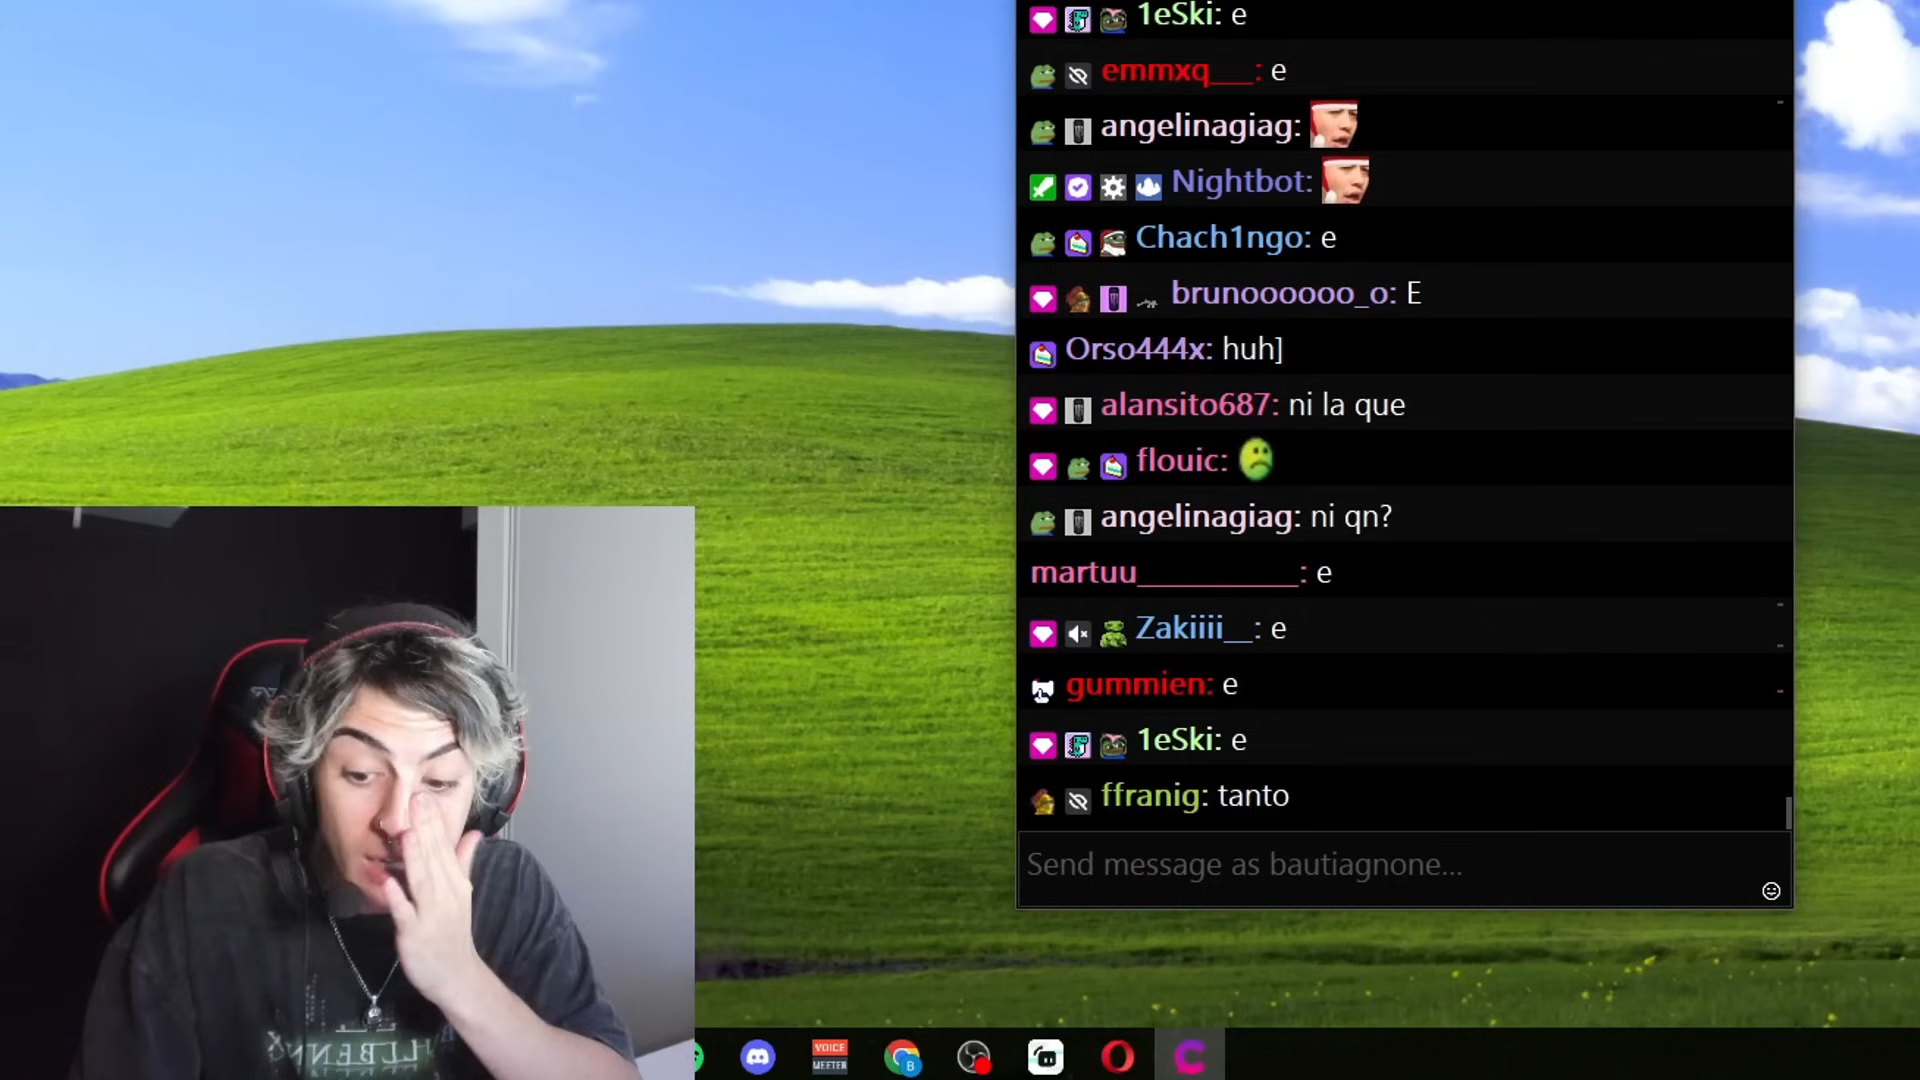 1eSki: e
emmxq___: e
angelinagiag:
Nightbot:
Chach1ngo: e
brunoooooo_o: E
Orso444x: huh]
alansito687: ni la que
flouic:
angelinagiag: ni qn?
martuu__________: e
Zakiiii__: e
gummien: e
1eSki: e
ffranig: tanto
Send message as bautiagnone...
VOICE
MEETER
B